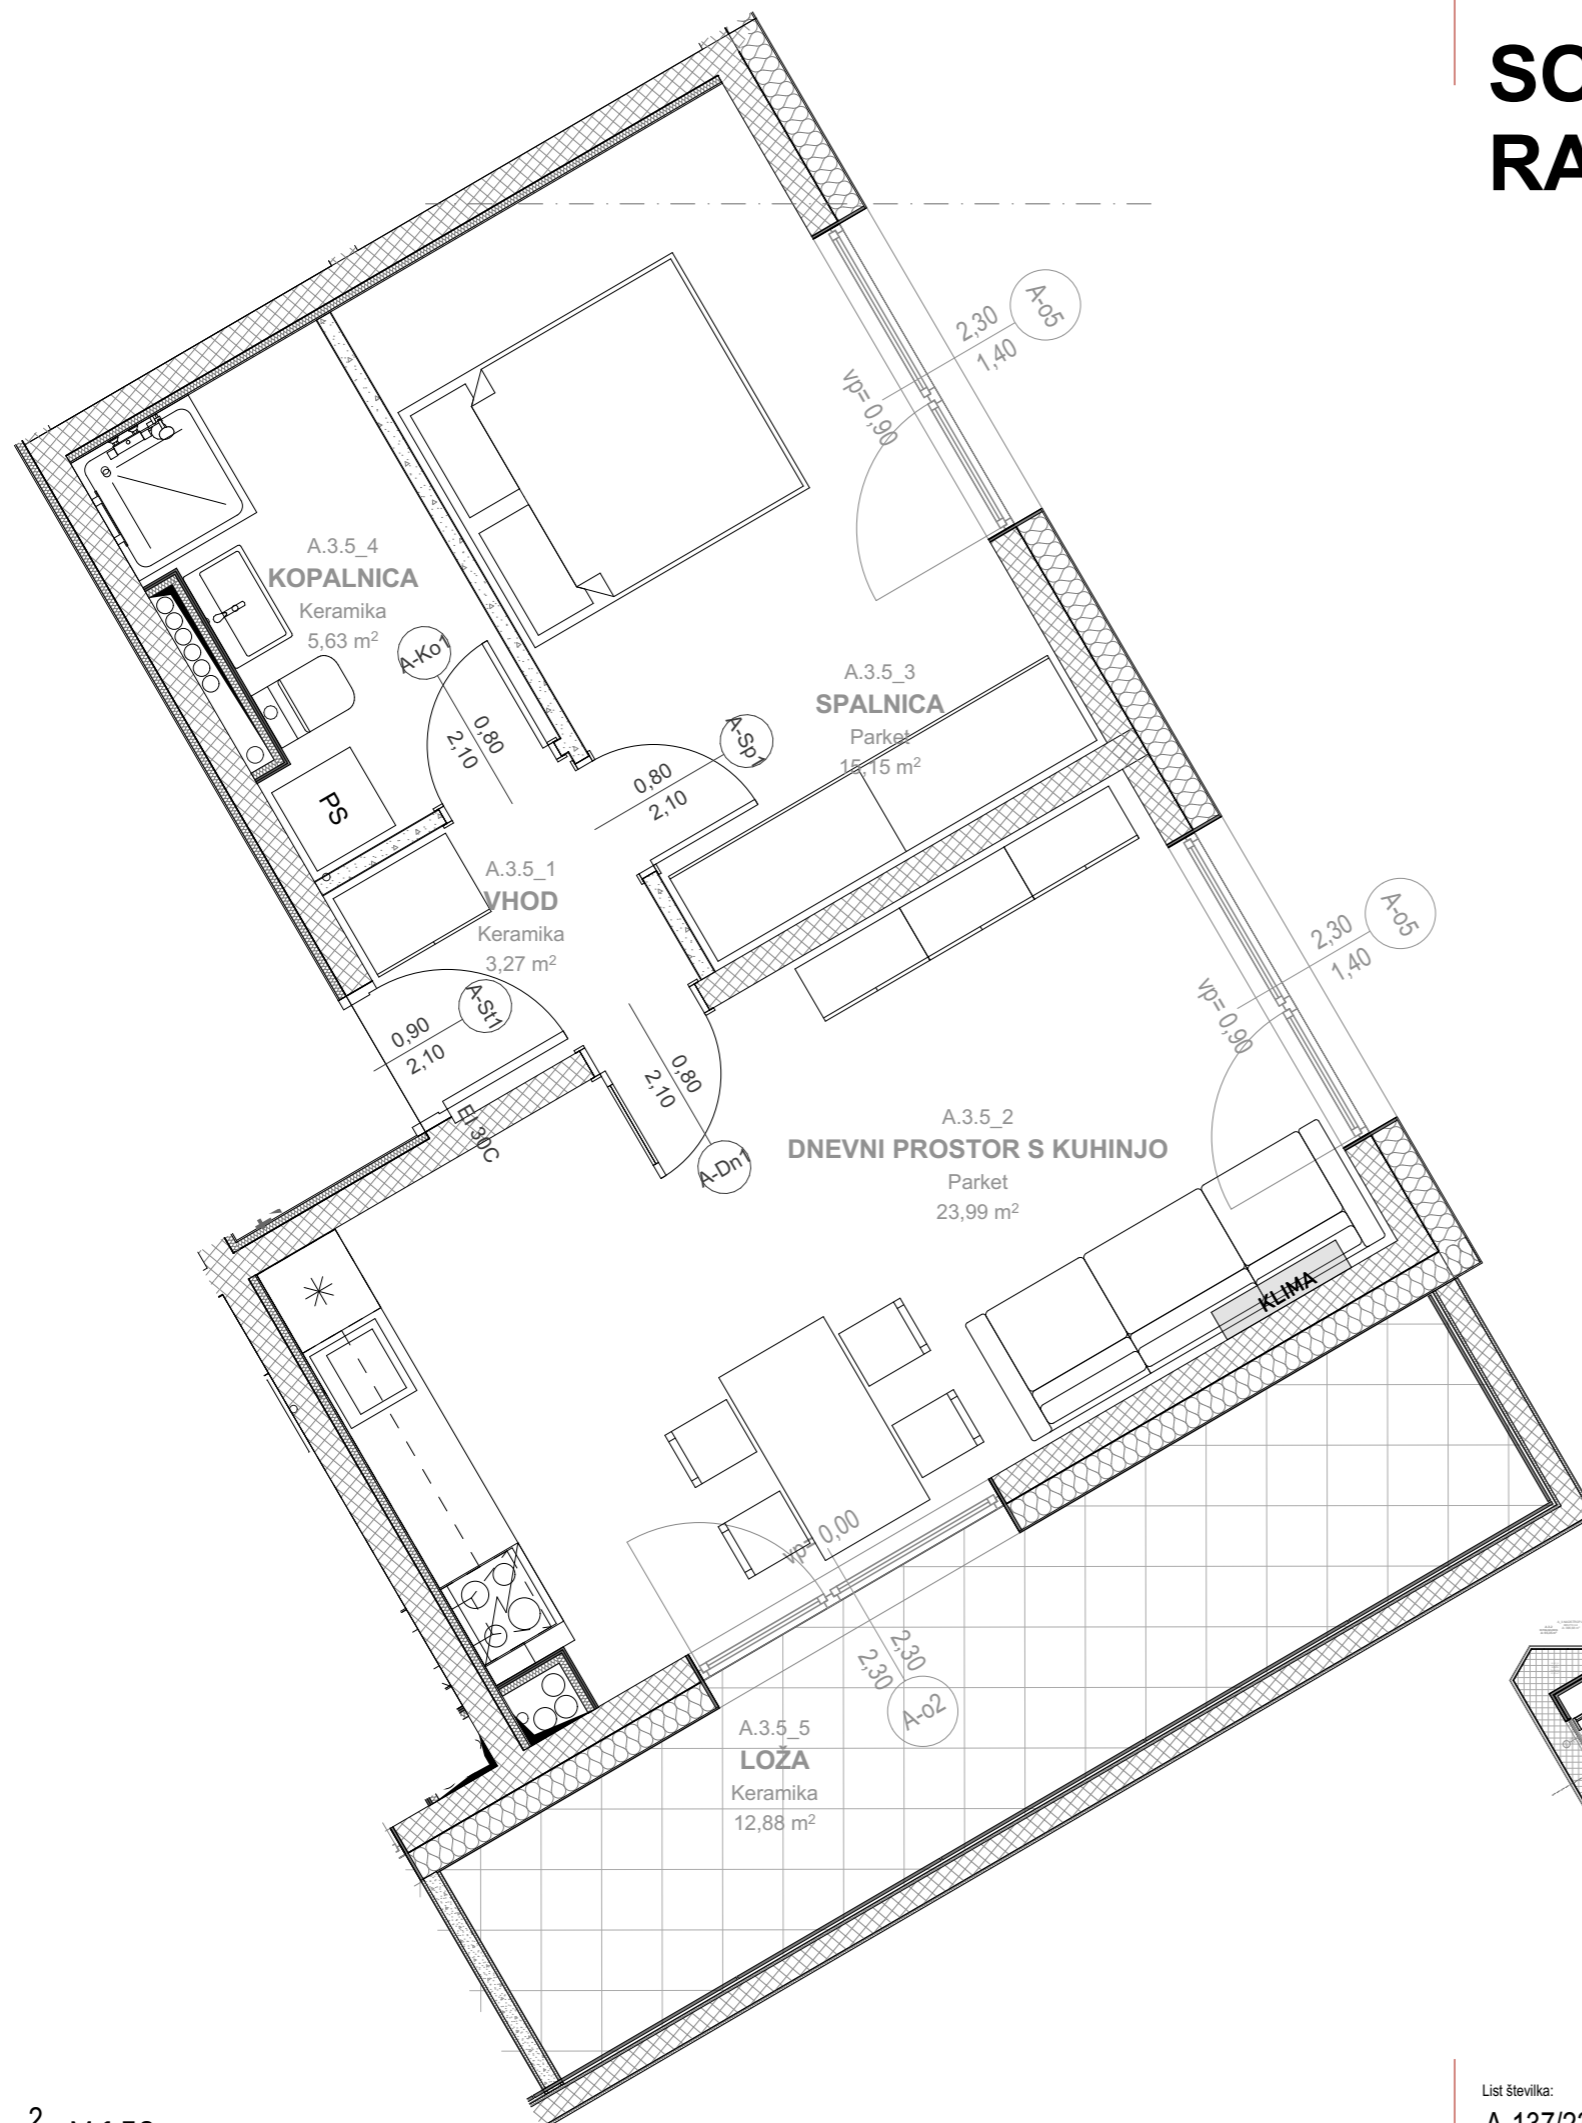 SO
RA
2,30
1,40
A-o5
vp= 0,90
A.3.5_4
KOPALNICA
Keramika
5,63 m²
A-Ko1
0,80
2,10
A.3.5_3
SPALNICA
Parket
15,15 m²
A-Sp1
0,80
2,10
PS
A.3.5_1
VHOD
Keramika
3,27 m²
2,30
1,40
A-o5
vp= 0,90
A-St1
0,90
2,10
EI 30C
0,80
2,10
A-Dn1
A.3.5_2
DNEVNI PROSTOR S KUHINJO
Parket
23,99 m²
KLIMA
vp= 0,00
2,30
2,30
A-o2
A.3.5_5
LOŽA
Keramika
12,88 m²
List številka: